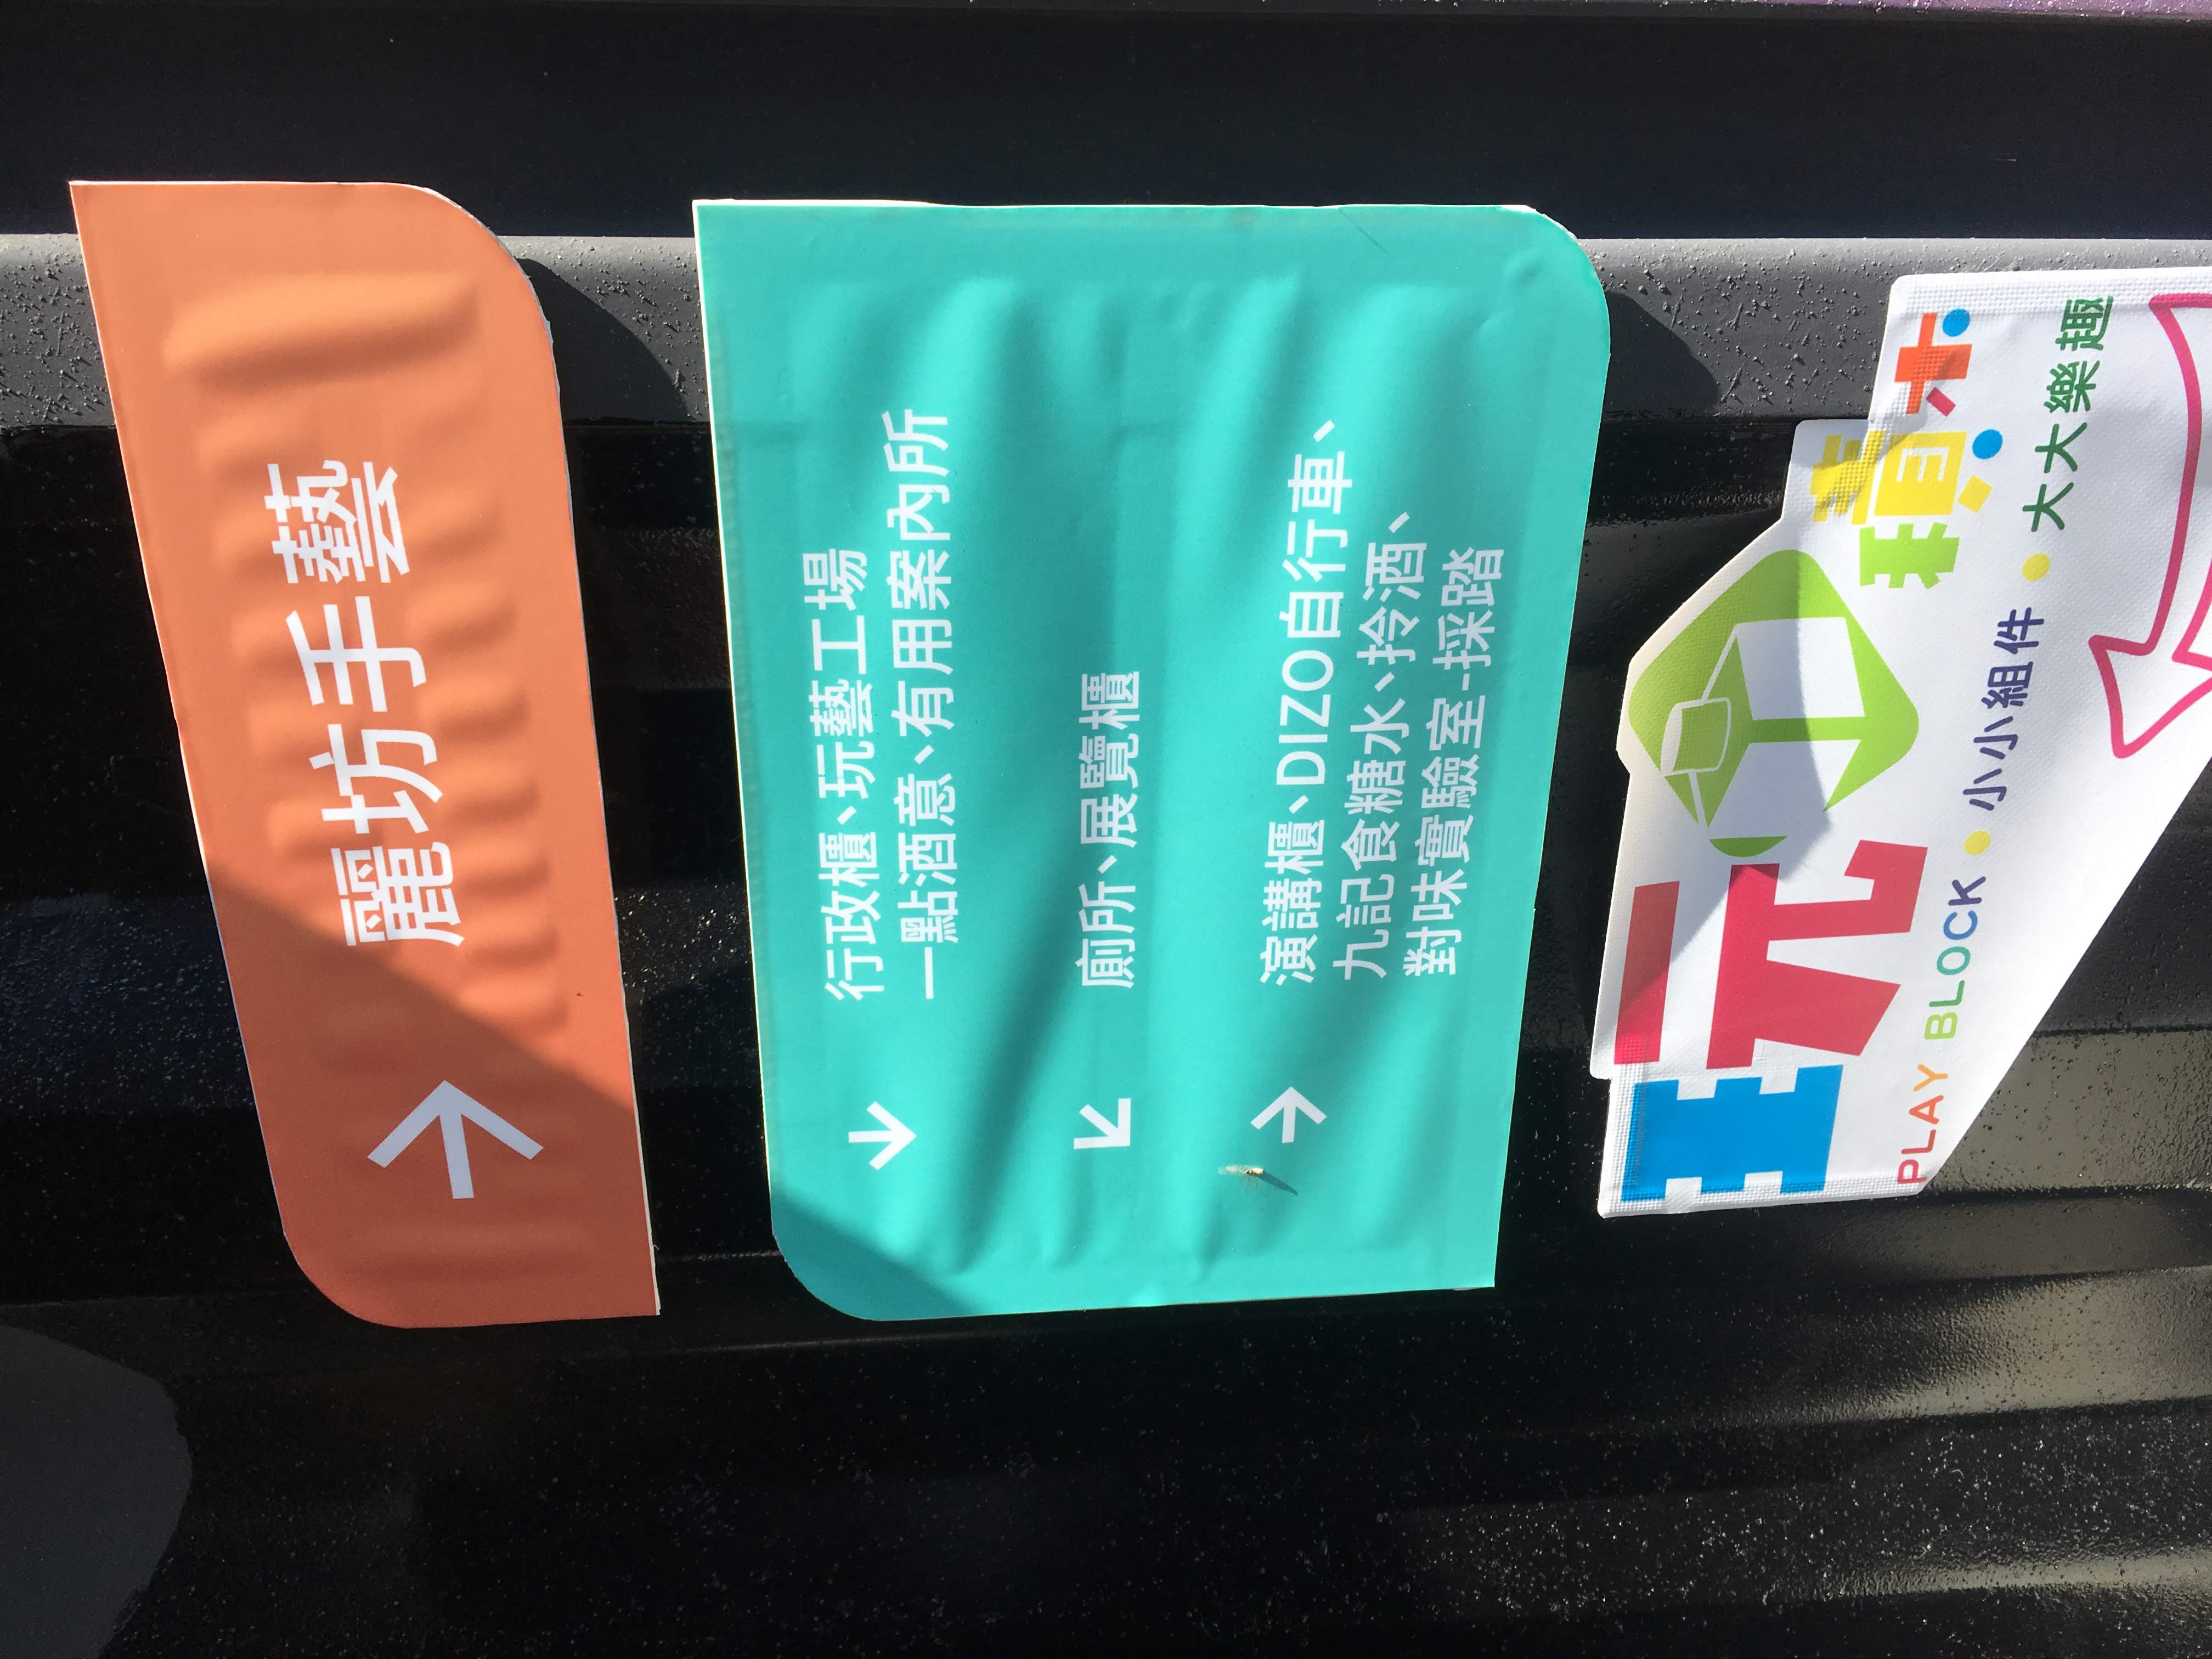 → 麗坊手藝
↓ 行政櫃、玩藝工場
一點酒意、有用案內所
↙ 廁所、展覽櫃
→ 演講櫃、DIZO自行車、
九記食糖水、拎酒、
對味實驗室-採踏
玩積木
PLAY BLOCK • 小小組件 • 大大樂趣